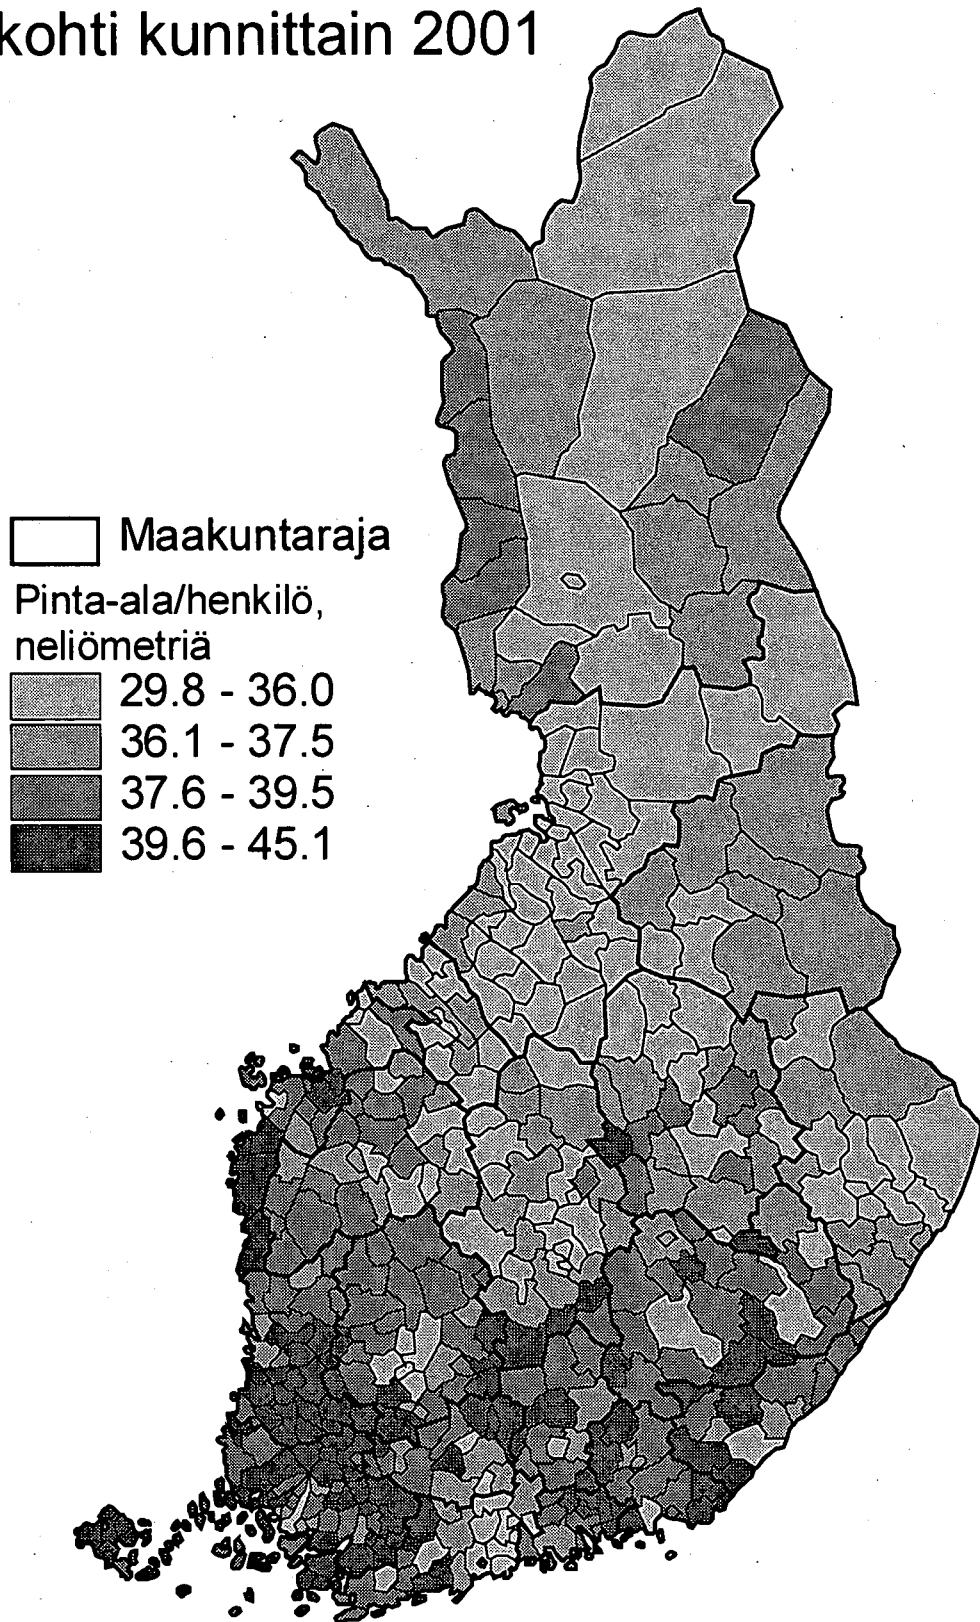 kohti kunnittain 2001
Maakuntaraja
Pinta-ala/henkilö,
neliömetriä
29.8 - 36.0
36.1 - 37.5
37.6 - 39.5
39.6 - 45.1